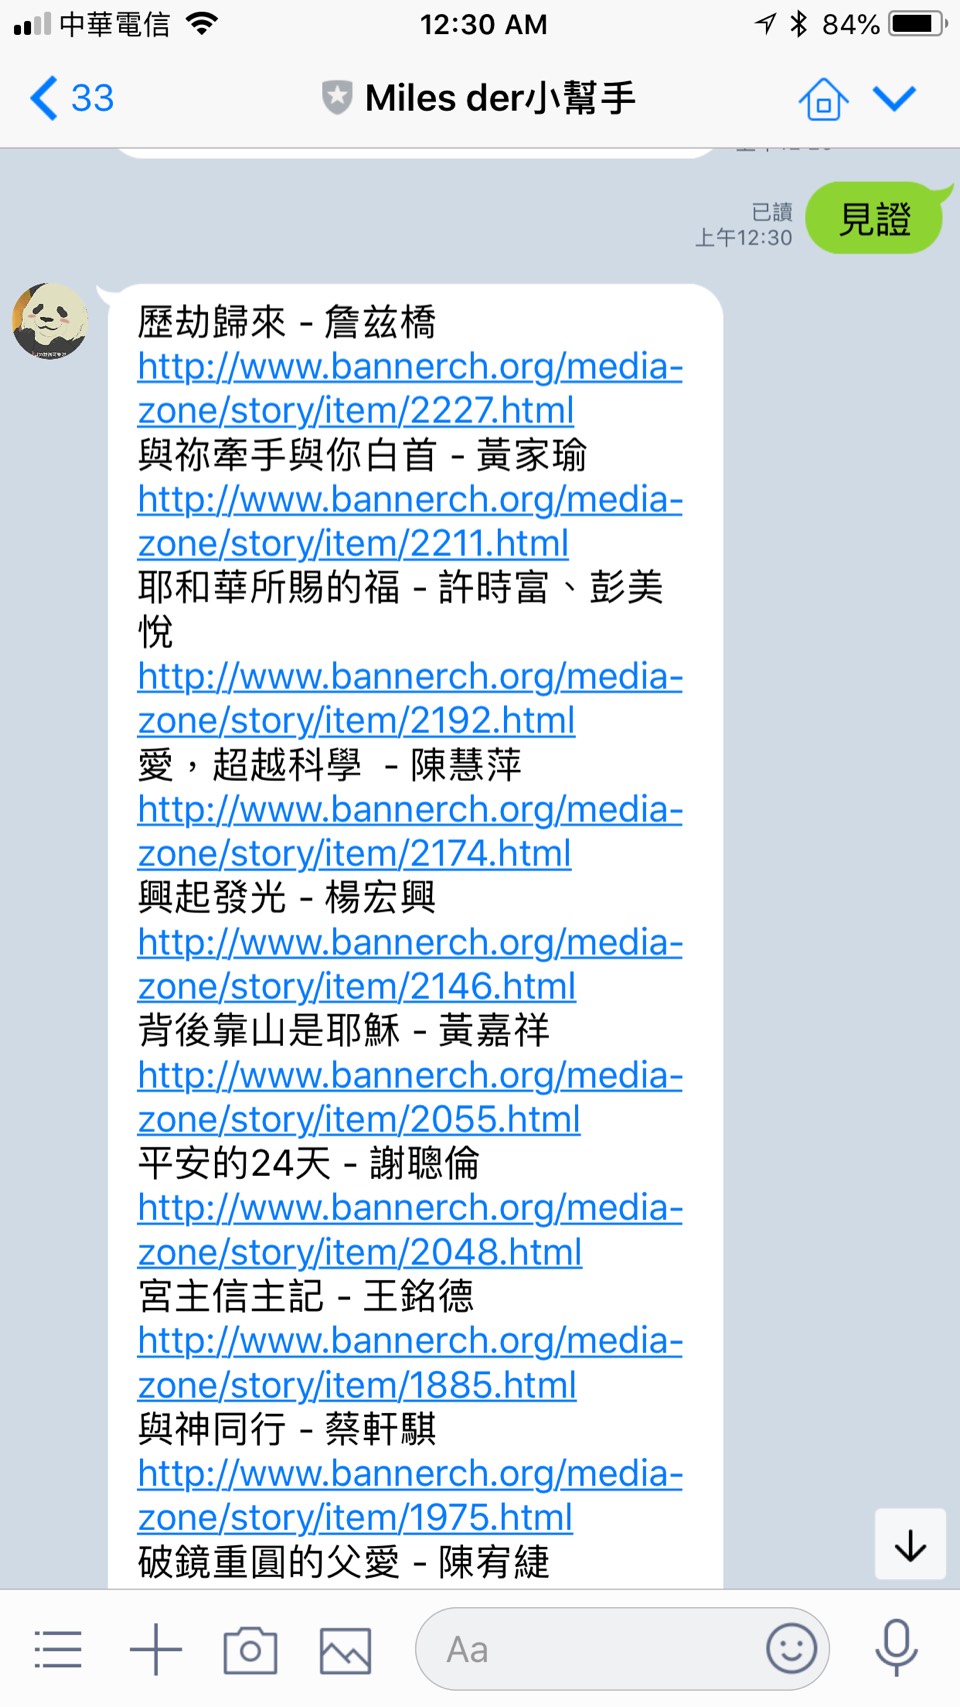 中華電信 12:30 AM 84%
33 Miles der小幫手
已讀
上午12:30
見證
歷劫歸來 - 詹兹橋
http://www.bannerch.org/media-
zone/story/item/2227.html
與祢牽手與你白首 - 黃家瑜
http://www.bannerch.org/media-
zone/story/item/2211.html
耶和華所賜的福 - 許時富、彭美
悅
http://www.bannerch.org/media-
zone/story/item/2192.html
愛，超越科學 - 陳慧萍
http://www.bannerch.org/media-
zone/story/item/2174.html
興起發光 - 楊宏興
http://www.bannerch.org/media-
zone/story/item/2146.html
背後靠山是耶穌 - 黃嘉祥
http://www.bannerch.org/media-
zone/story/item/2055.html
平安的24天 - 謝聰倫
http://www.bannerch.org/media-
zone/story/item/2048.html
宮主信主記 - 王銘德
http://www.bannerch.org/media-
zone/story/item/1885.html
與神同行 - 蔡軒騏
http://www.bannerch.org/media-
zone/story/item/1975.html
破鏡重圓的父愛 - 陳宥緁
Aa